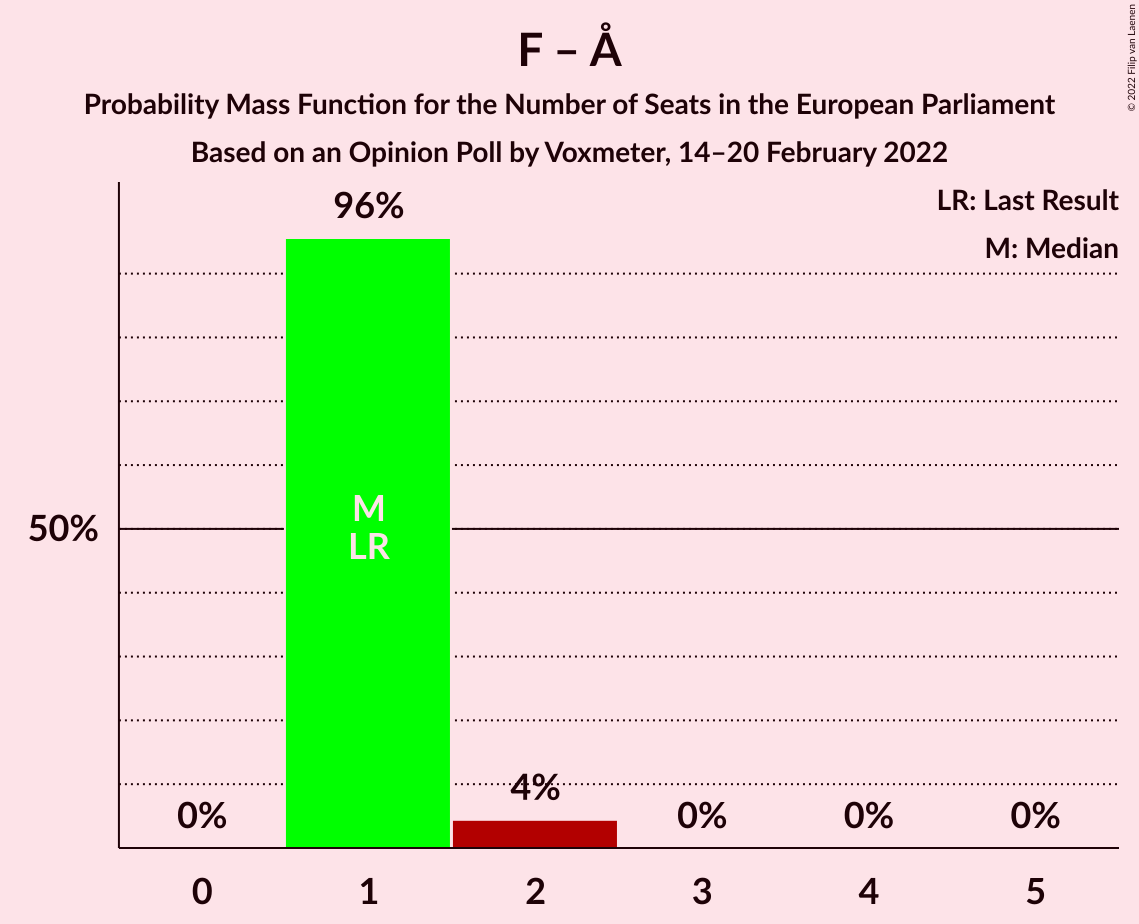 F – Å
Probability Mass Function for the Number of Seats in the European Parliament
Based on an Opinion Poll by Voxmeter, 14–20 February 2022
© 2022 Filip van Laenen
LR: Last Result
M: Median
96%
50%
M
LR
0%
4%
0%
0%
0%
0 1 2 3 4 5